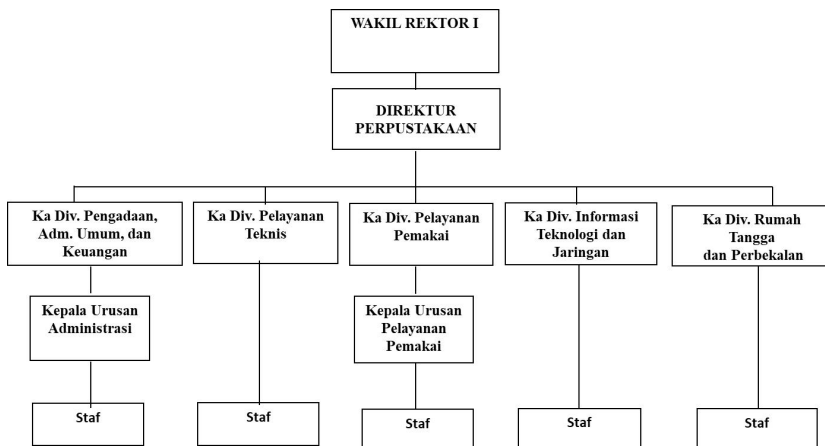 WAKIL REKTOR I
DIREKTUR
PERPUSTAKAAN
Ka Div. Pengadaan,
Adm. Umum, dan
Keuangan
Ka Div. Pelayanan
Teknis
Ka Div. Pelayanan
Pemakai
Ka Div. Informasi
Teknologi dan
Jaringan
Ka Div. Rumah
Tangga
dan Perbekalan
Kepala Urusan
Administrasi
Kepala Urusan
Pelayanan
Pemakai
Staf
Staf
Staf
Staf
Staf